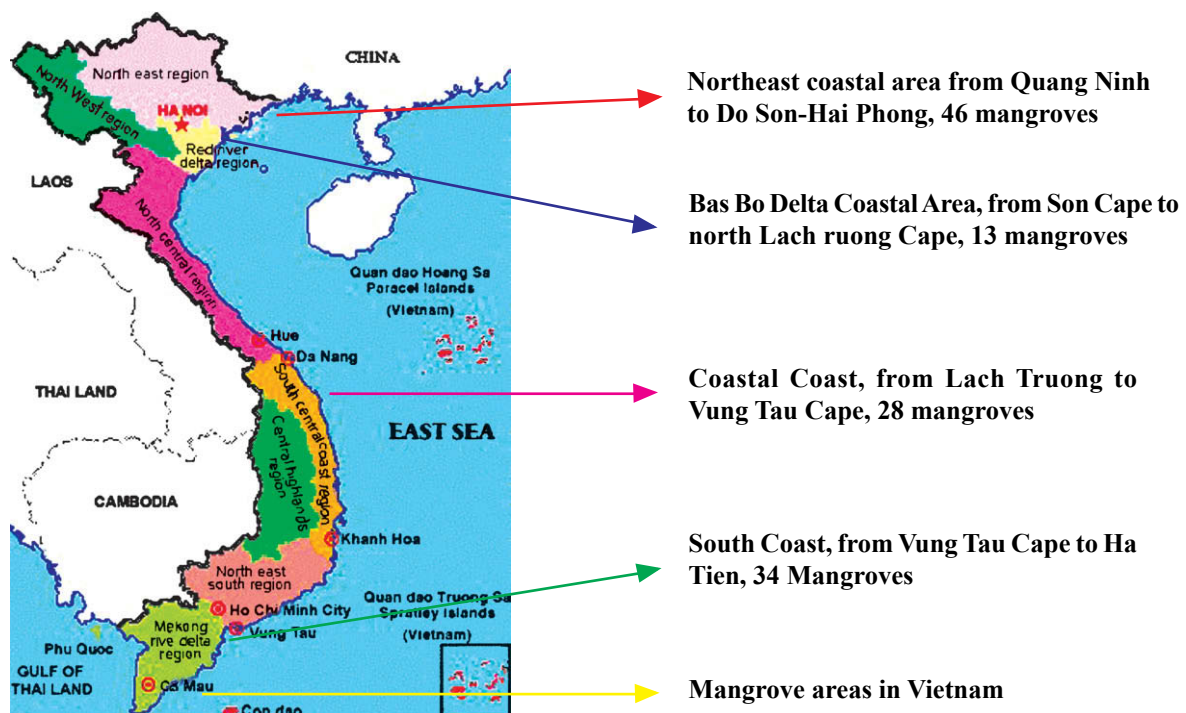 CHINA
North east region
North West region
HA NOI
Red river
delta region
LAOS
North central region
Quan dao Hoang Sa
Paracel Islands
(Vietnam)
Hue
Da Nang
South central coast region
THAI LAND
Central highlands
region
EAST SEA
CAMBODIA
Khanh Hoa
North east
south region
Quan dao Truong Sa
Spratley Islands
(Vietnam)
Ho Chi Minh City
Vung Tau
Mekong
rive delta
region
Phu Quoc
GULF OF
THAI LAND
Ca Mau
Con dao
Northeast coastal area from Quang Ninh
to Do Son-Hai Phong, 46 mangroves
Bas Bo Delta Coastal Area, from Son Cape to
north Lach ruong Cape, 13 mangroves
Coastal Coast, from Lach Truong to
Vung Tau Cape, 28 mangroves
South Coast, from Vung Tau Cape to Ha
Tien, 34 Mangroves
Mangrove areas in Vietnam